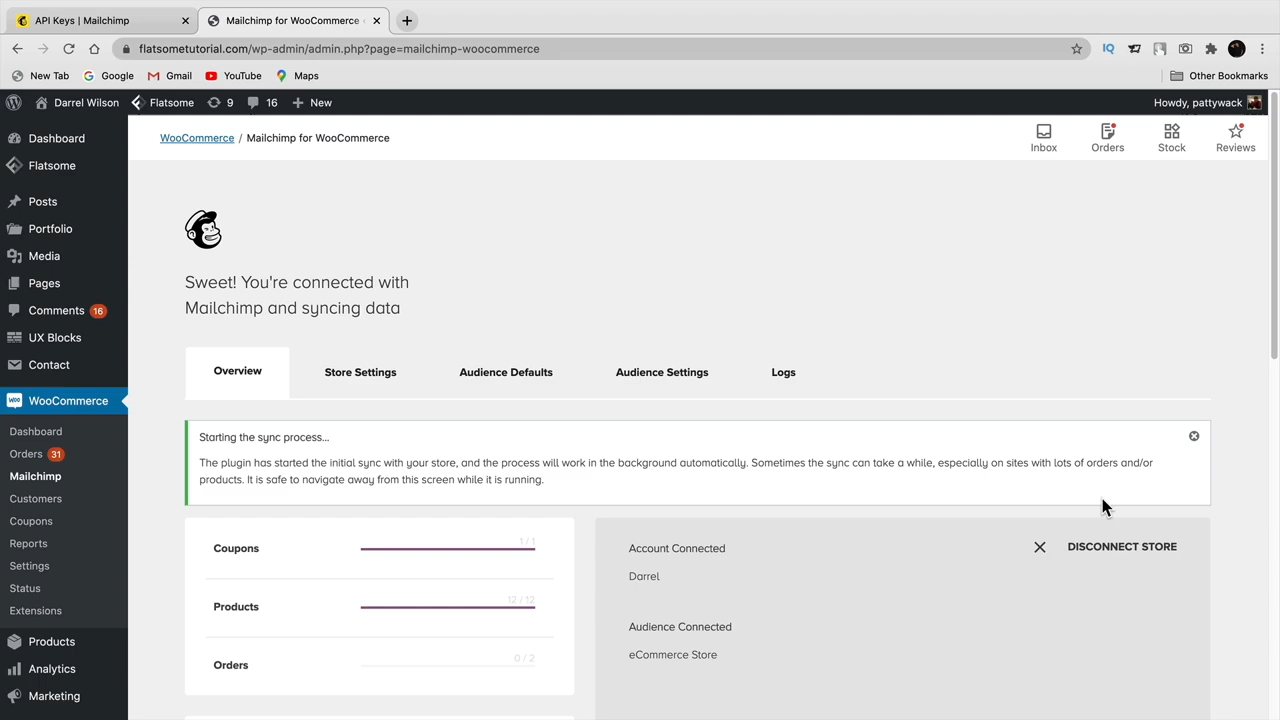 API Keys | Mailchimp
Mailchimp for WooCommerce
flatsometutorial.com/wp-admin/admin.php?page=mailchimp-woocommerce
New Tab
Google
Gmail
YouTube
Maps
Other Bookmarks
Darrel Wilson
Flatsome
9
16
New
Howdy, pattywack
Dashboard
Flatsome
Posts
Portfolio
Media
Pages
Comments 16
UX Blocks
Contact
WooCommerce
Dashboard
Orders 31
Mailchimp
Customers
Coupons
Reports
Settings
Status
Extensions
Products
Analytics
Marketing
WooCommerce / Mailchimp for WooCommerce
Inbox
Orders
Stock
Reviews
Sweet! You're connected with
Mailchimp and syncing data
Overview
Store Settings
Audience Defaults
Audience Settings
Logs
Starting the sync process...
The plugin has started the initial sync with your store, and the process will work in the background automatically. Sometimes the sync can take a while, especially on sites with lots of orders and/or
products. It is safe to navigate away from this screen while it is running.
Coupons 1 / 1
Products 12 / 12
Orders 0 / 2
Account Connected
DISCONNECT STORE
Darrel
Audience Connected
eCommerce Store